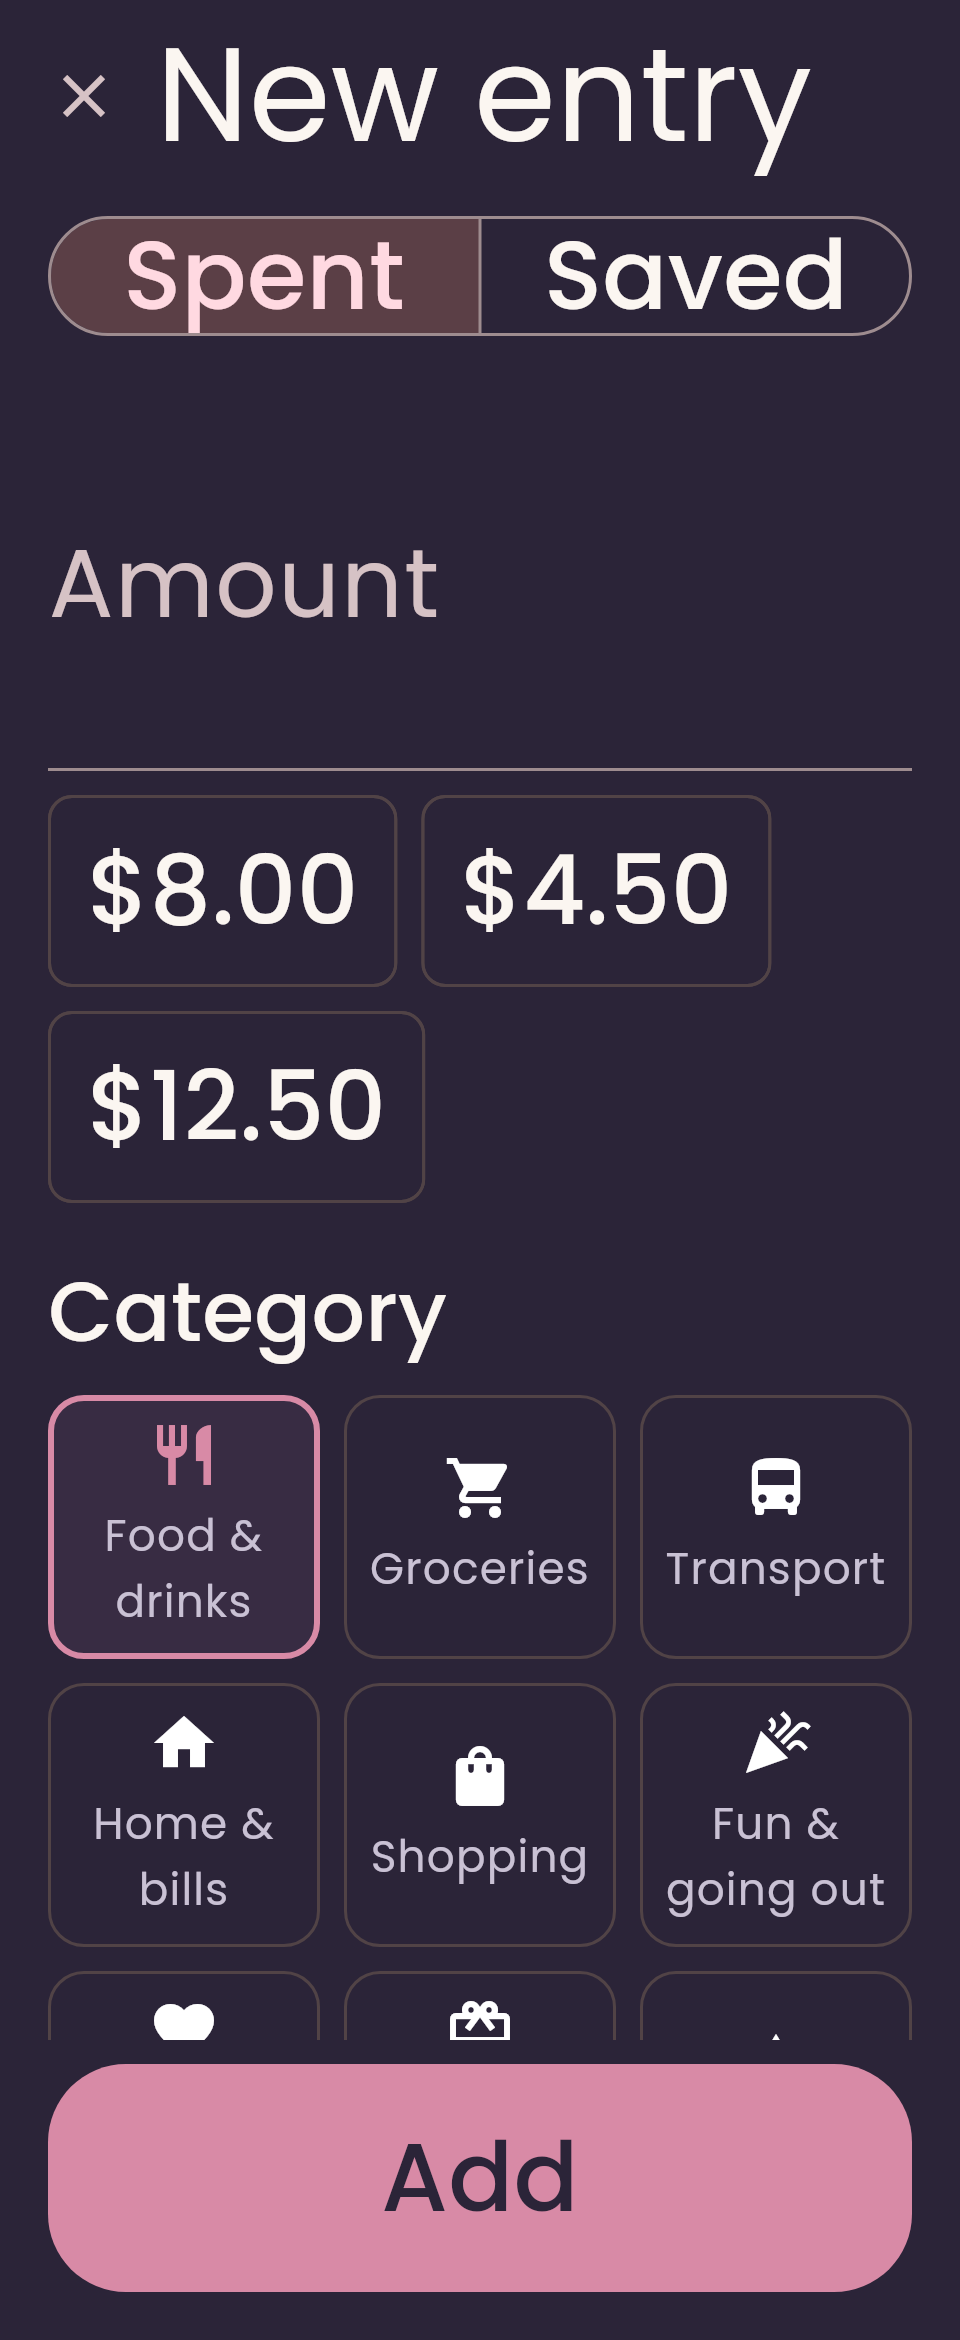 New entry
Spent
Saved
Amount
$8.00
$4.50
$12.50
Category
Food &
drinks
Groceries
Transport
Home &
bills
Shopping
Fun &
going out
Add